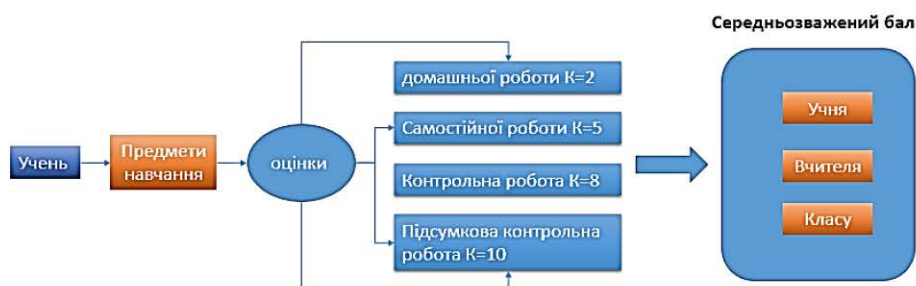 Середньозважений бал
домашньої роботи К=2
Самостійної роботи К=5
Учень
Предмети
навчання
оцінки
Контрольна робота К=8
Підсумкова контрольна
робота К=10
Учня
Вчителя
Класу